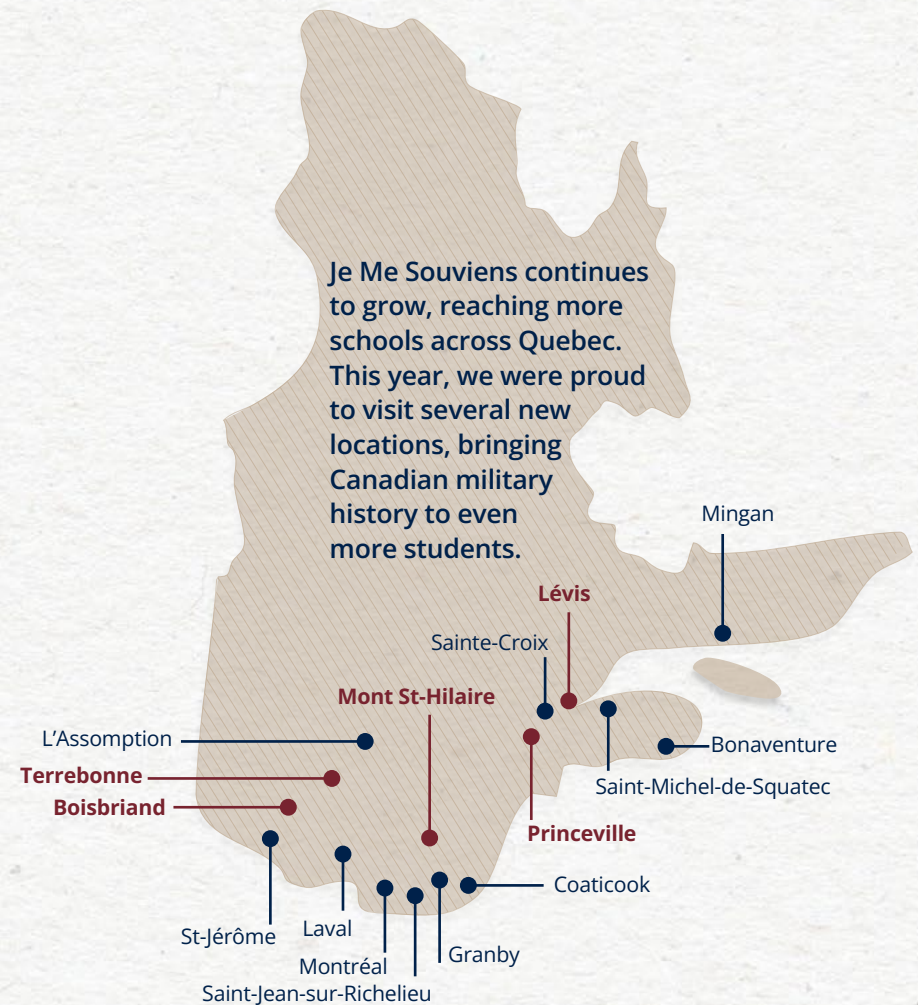 Je Me Souviens continues
to grow, reaching more
schools across Quebec.
This year, we were proud
to visit several new
locations, bringing
Canadian military
history to even
more students.
Mingan
Lévis
Sainte-Croix
Mont St-Hilaire
L'Assomption
Bonaventure
Terrebonne
Saint-Michel-de-Squatec
Boisbriand
Princeville
Coaticook
St-Jérôme
Laval
Granby
Montréal
Saint-Jean-sur-Richelieu